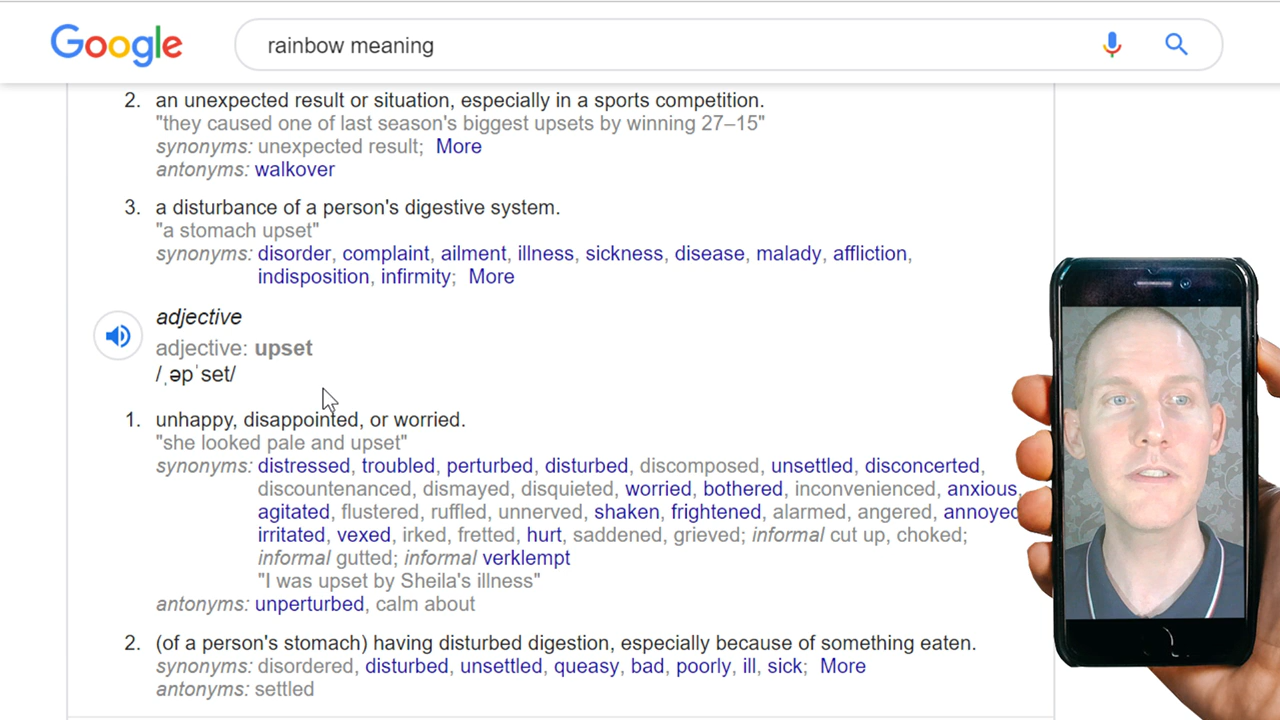 Google
rainbow meaning
2. an unexpected result or situation, especially in a sports competition.
"they caused one of last season's biggest upsets by winning 27–15"
synonyms: unexpected result; More
antonyms: walkover
3. a disturbance of a person's digestive system.
"a stomach upset"
synonyms: disorder, complaint, ailment, illness, sickness, disease, malady, affliction,
indisposition, infirmity; More
adjective
adjective: upset
/ˌəpˈset/
1. unhappy, disappointed, or worried.
"she looked pale and upset"
synonyms: distressed, troubled, perturbed, disturbed, discomposed, unsettled, disconcerted,
discountenanced, dismayed, disquieted, worried, bothered, inconvenienced, anxious,
agitated, flustered, ruffled, unnerved, shaken, frightened, alarmed, angered, annoyed
irritated, vexed, irked, fretted, hurt, saddened, grieved; informal cut up, choked;
informal gutted; informal verklempt
"I was upset by Sheila's illness"
antonyms: unperturbed, calm about
2. (of a person's stomach) having disturbed digestion, especially because of something eaten.
synonyms: disordered, disturbed, unsettled, queasy, bad, poorly, ill, sick; More
antonyms: settled